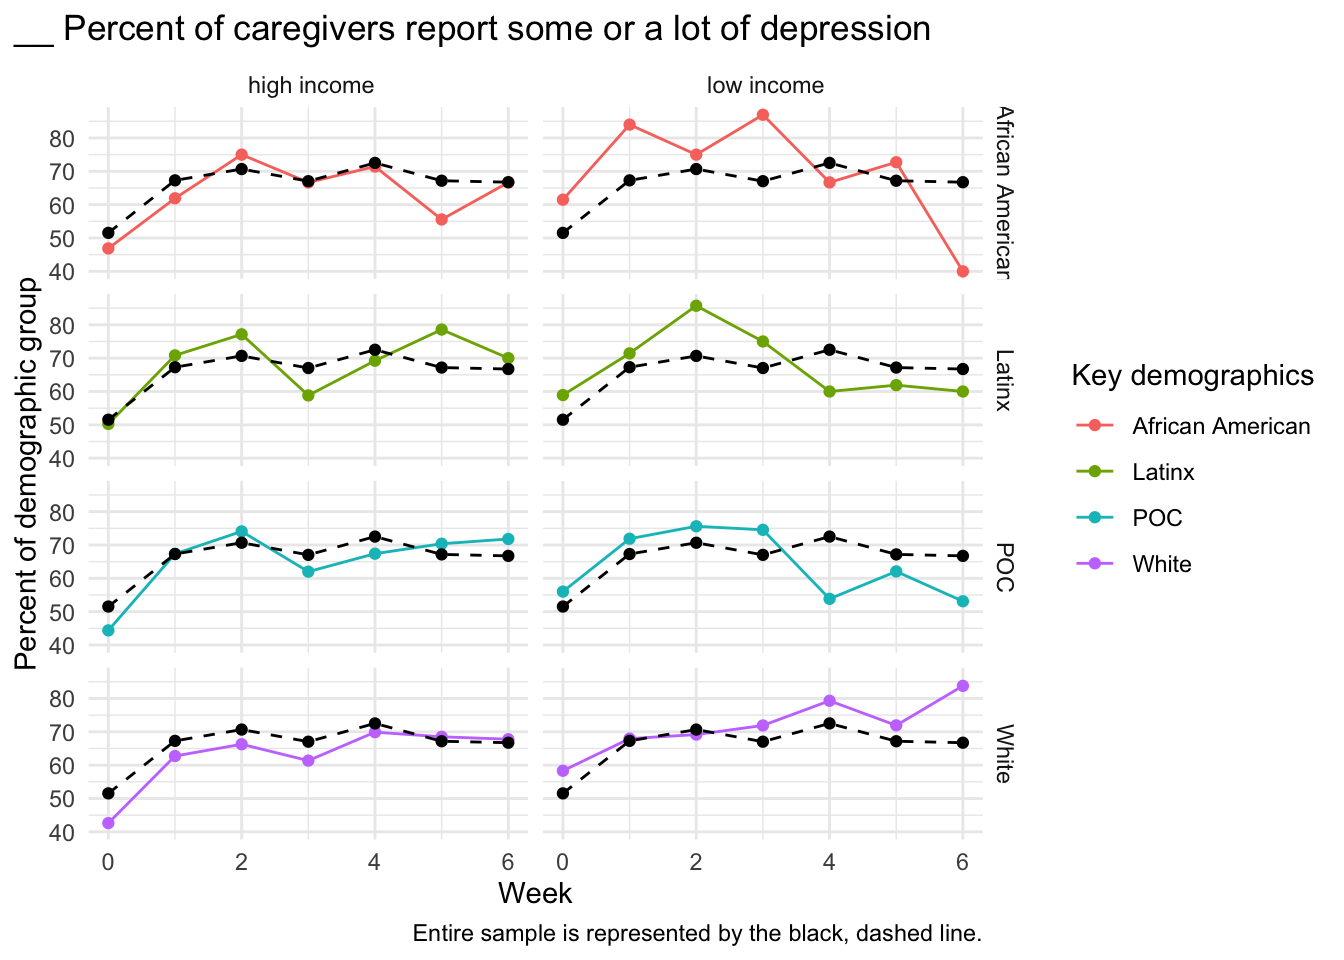 __ Percent of caregivers report some or a lot of depression
high income
low income
80
70
60
50
40
African American
80
70
60
50
40
Latinx
80
70
60
50
40
POC
80
70
60
50
40
White
Percent of demographic group
0 2 4 6 0 2 4 6
Week
Entire sample is represented by the black, dashed line.
Key demographics
African American
Latinx
POC
White